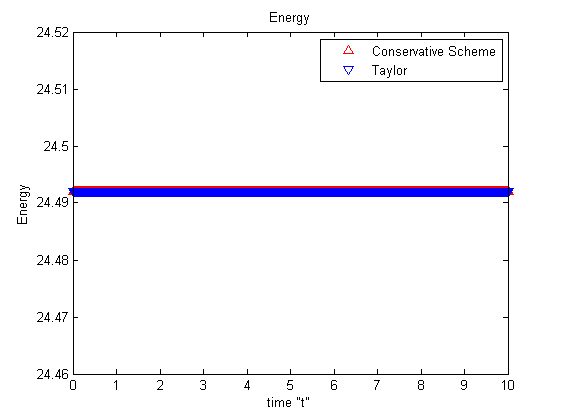 Energy
24.52
Conservative Scheme
Taylor
24.51
24.5
24.49
24.48
24.47
24.46
Energy
0 1 2 3 4 5 6 7 8 9 10
time "t"